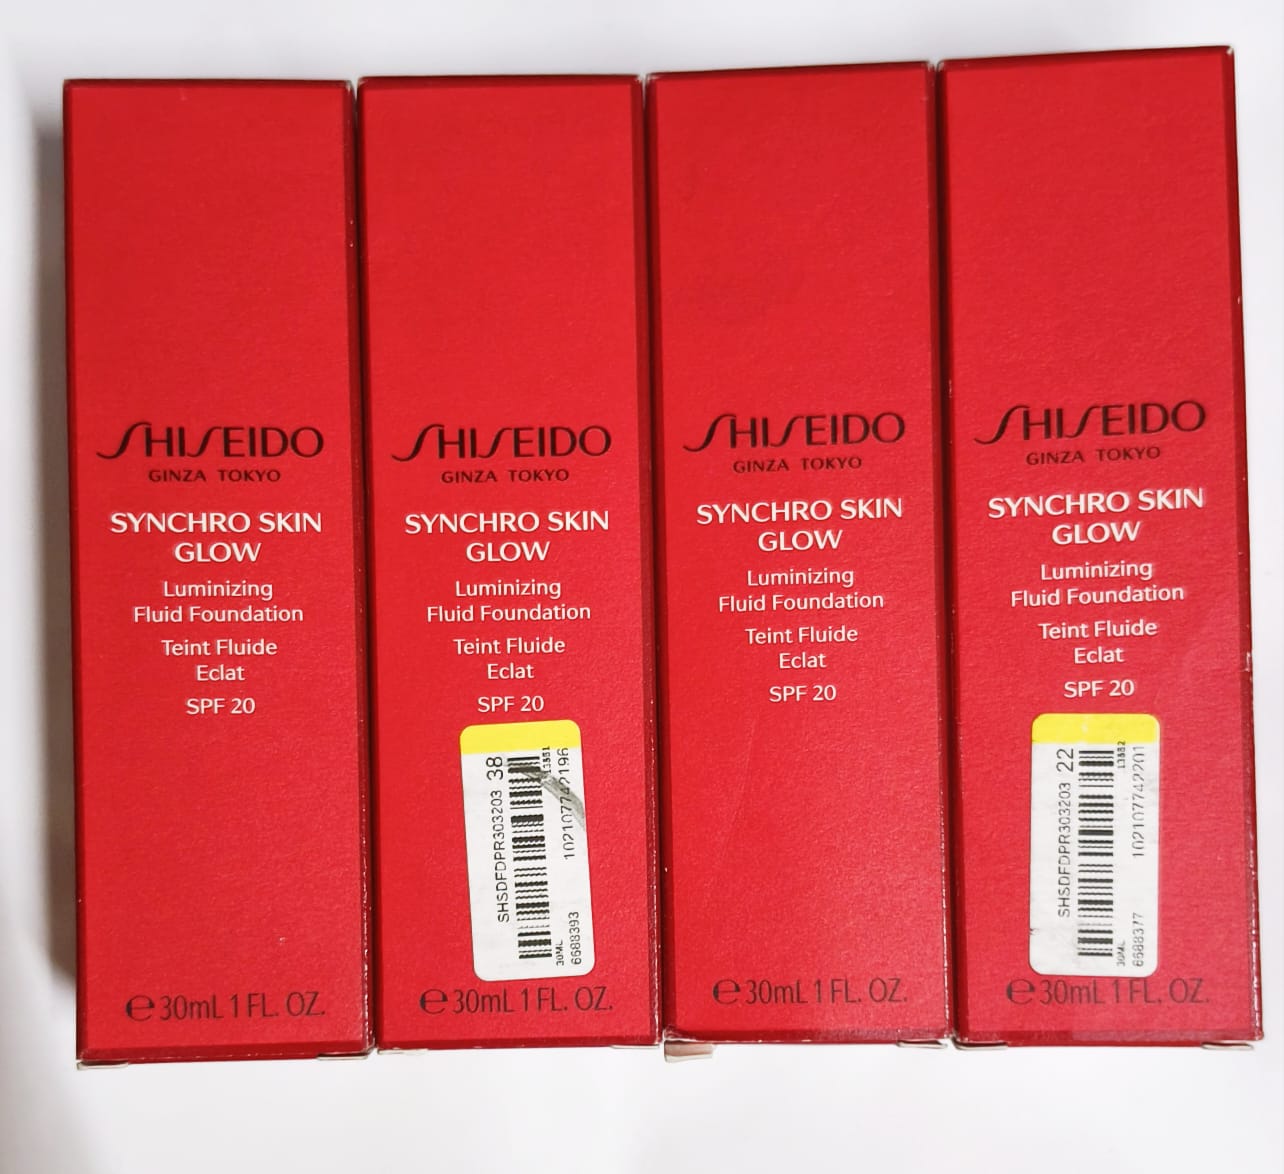 SHISEIDO
GINZA TOKYO
SYNCHRO SKIN
GLOW
Luminizing
Fluid Foundation
Teint Fluide
Eclat
SPF 20
e 30mL 1 FL. OZ.
SHISEIDO
GINZA TOKYO
SYNCHRO SKIN
GLOW
Luminizing
Fluid Foundation
Teint Fluide
Eclat
SPF 20
SHSDFDPR303203 38
13551
30ML
6688393 102107742196
e 30mL 1 FL. OZ.
SHISEIDO
GINZA TOKYO
SYNCHRO SKIN
GLOW
Luminizing
Fluid Foundation
Teint Fluide
Eclat
SPF 20
e 30mL 1 FL. OZ.
SHISEIDO
GINZA TOKYO
SYNCHRO SKIN
GLOW
Luminizing
Fluid Foundation
Teint Fluide
Eclat
SPF 20
SHSDFDPR303203 22
30ML
6688377 102107742201
e 30mL 1 FL. OZ.